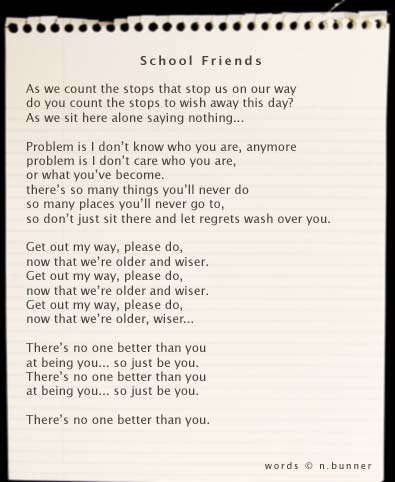 School Friends
As we count the stops that stop us on our way
do you count the stops to wish away this day?
As we sit here alone saying nothing...
Problem is I don't know who you are, anymore
problem is I don't care who you are,
or what you've become.
there's so many things you'll never do
so many places you'll never go to,
so don't just sit there and let regrets wash over you.
Get out my way, please do,
now that we're older and wiser.
Get out my way, please do,
now that we're older and wiser.
Get out my way, please do,
now that we're older, wiser...
There's no one better than you
at being you... so just be you.
There's no one better than you
at being you... so just be you.
There's no one better than you.
words © n.bunner